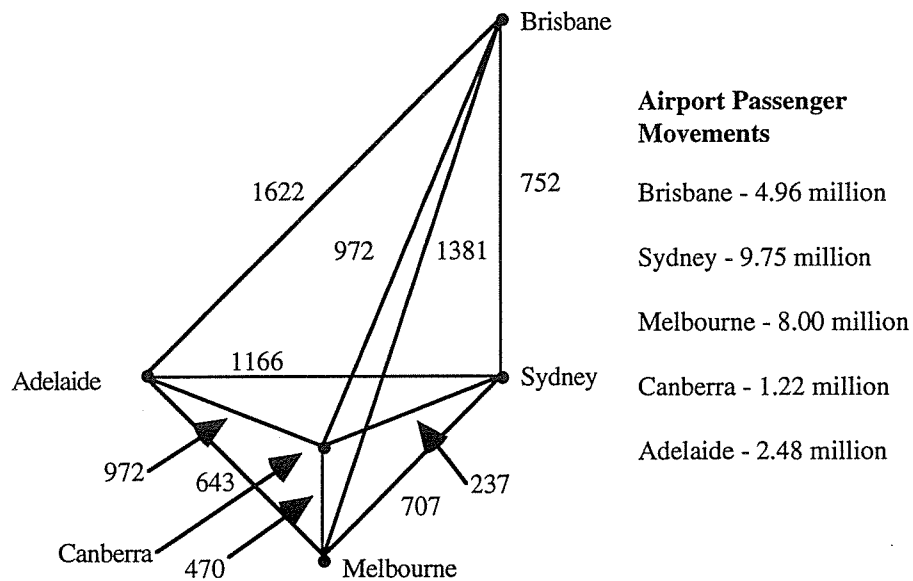 Brisbane
Airport Passenger
Movements
752
1622
Brisbane - 4.96 million
972
1381
Sydney - 9.75 million
Melbourne - 8.00 million
1166
Adelaide
Sydney
Canberra - 1.22 million
Adelaide - 2.48 million
972
643
237
707
Canberra
470
Melbourne